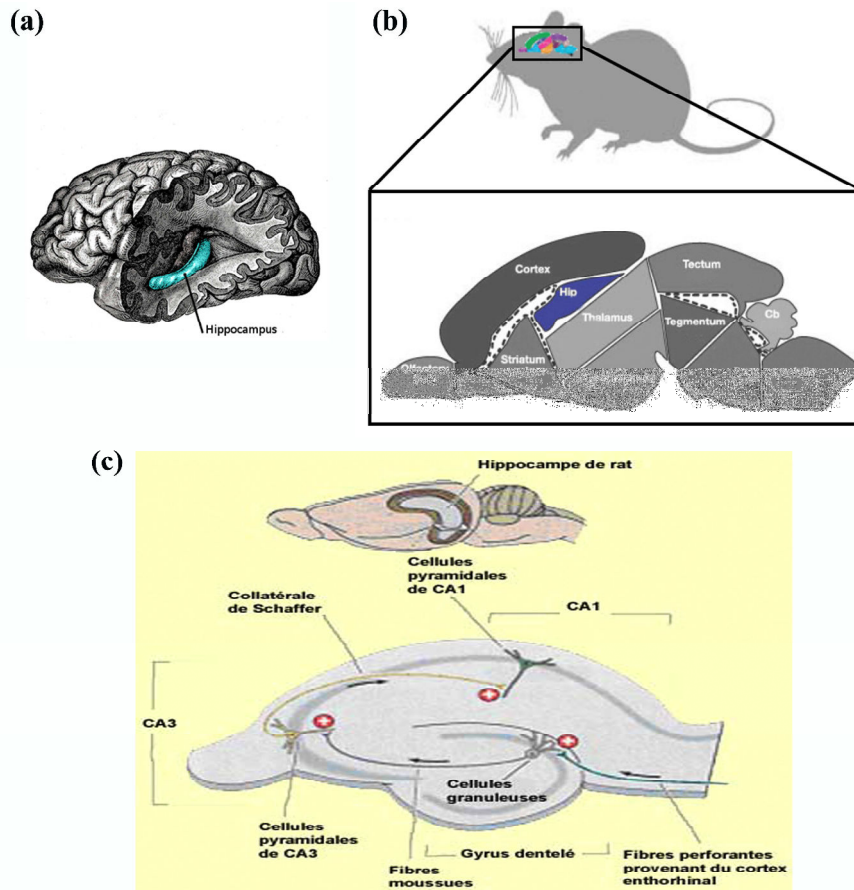 (a)
Hippocampus
(b)
Cortex
Hip
Tectum
Thalamus
Cb
Tegmentum
Striatum
(c)
Hippocampe de rat
Cellules
pyramidales
de CA1
Collatérale
de Schaffer
CA1
CA3
Cellules
granuleuses
Cellules
pyramidales
de CA3
Fibres
moussues
Gyrus dentelé
Fibres perforantes
provenant du cortex
enthorhinal